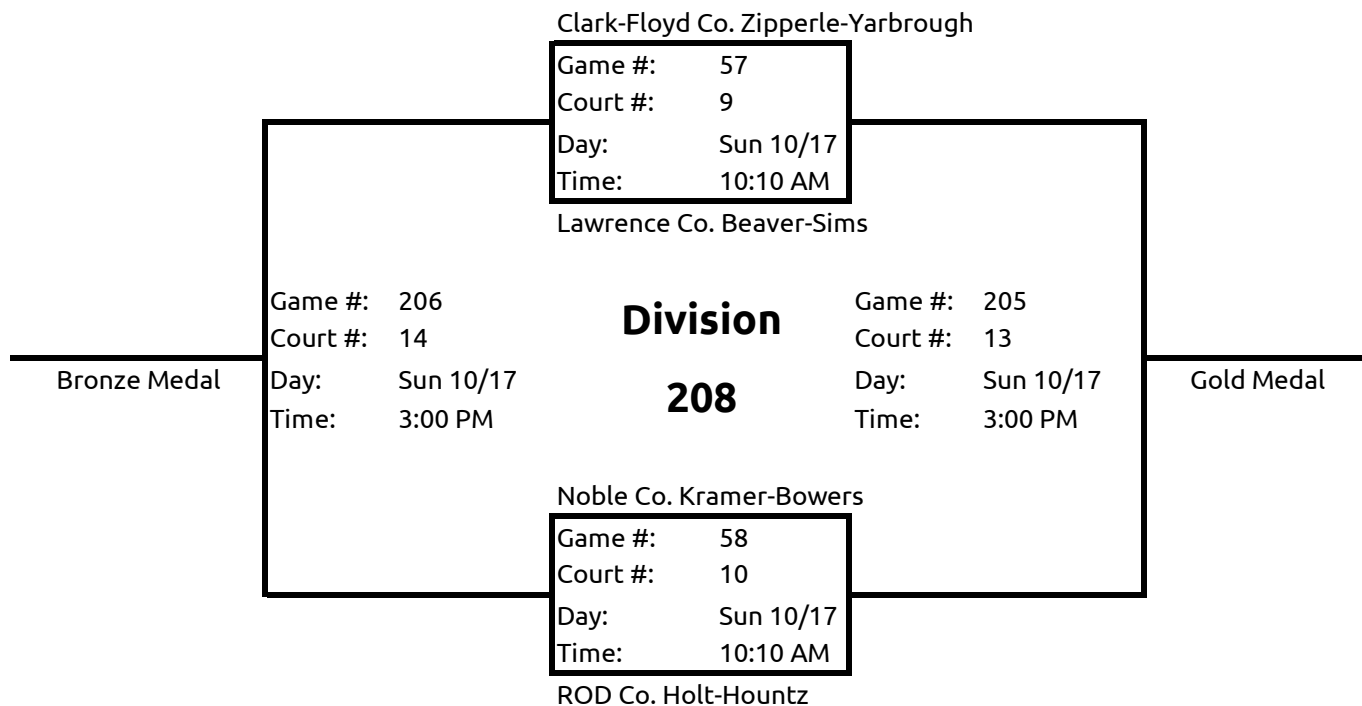 Clark-Floyd Co. Zipperle-Yarbrough
Game #: 57
Court #: 9
Day: Sun 10/17
Time: 10:10 AM
Lawrence Co. Beaver-Sims
Game #: 206
Court #: 14
Day: Sun 10/17
Time: 3:00 PM
Bronze Medal
Division
208
Game #: 205
Court #: 13
Day: Sun 10/17
Time: 3:00 PM
Gold Medal
Noble Co. Kramer-Bowers
Game #: 58
Court #: 10
Day: Sun 10/17
Time: 10:10 AM
ROD Co. Holt-Hountz